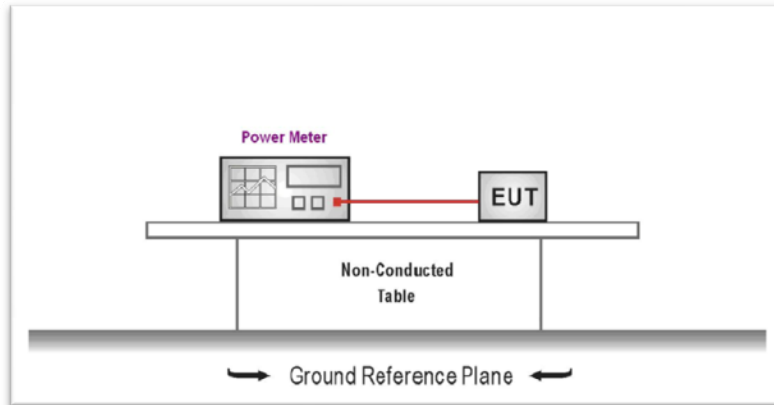 Power Meter
EUT
Non-Conducted
Table
Ground Reference Plane